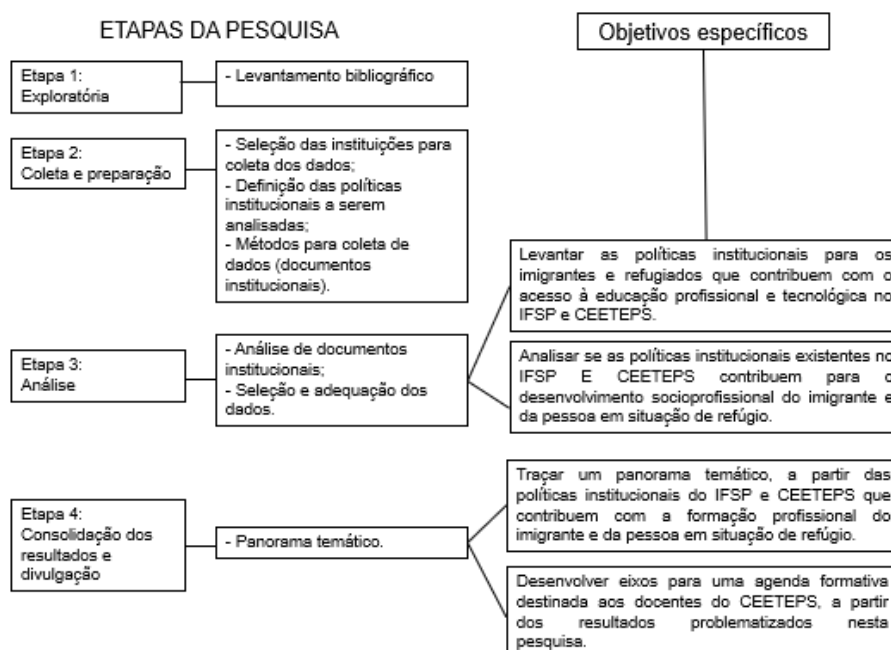 ETAPAS DA PESQUISA
Objetivos específicos
Etapa 1:
Exploratória
- Levantamento bibliográfico
Etapa 2:
Coleta e preparação
- Seleção das instituições para
coleta dos dados;
- Definição das políticas
institucionais a serem
analisadas;
- Métodos para coleta de
dados (documentos
institucionais).
Levantar as políticas institucionais para os
imigrantes e refugiados que contribuem com o
acesso à educação profissional e tecnológica no
IFSP e CEETEPS.
Etapa 3:
Análise
- Análise de documentos
institucionais;
- Seleção e adequação dos
dados.
Analisar se as políticas institucionais existentes no
IFSP E CEETEPS contribuem para o
desenvolvimento socioprofissional do imigrante e
da pessoa em situação de refúgio.
Etapa 4:
Consolidação dos
resultados e
divulgação
- Panorama temático.
Traçar um panorama temático, a partir das
políticas institucionais do IFSP e CEETEPS que
contribuem com a formação profissional do
imigrante e da pessoa em situação de refúgio.
Desenvolver eixos para uma agenda formativa
destinada aos docentes do CEETEPS, a partir
dos resultados problematizados nesta
pesquisa.